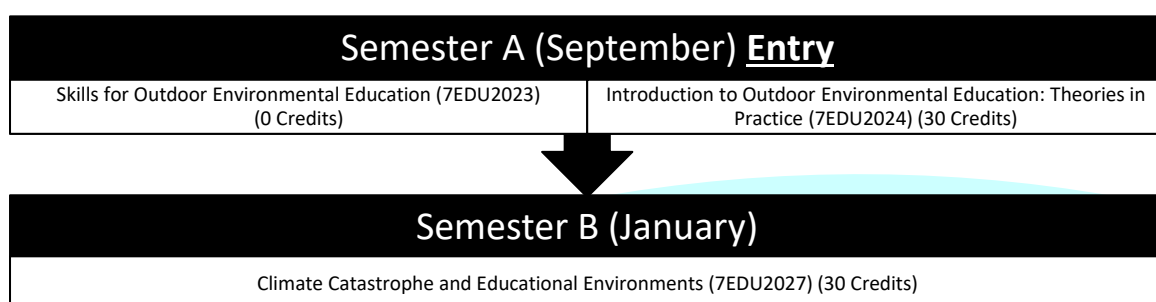 Semester A (September) Entry
Skills for Outdoor Environmental Education (7EDU2023)
(0 Credits)
Introduction to Outdoor Environmental Education: Theories in
Practice (7EDU2024) (30 Credits)
Semester B (January)
Climate Catastrophe and Educational Environments (7EDU2027) (30 Credits)